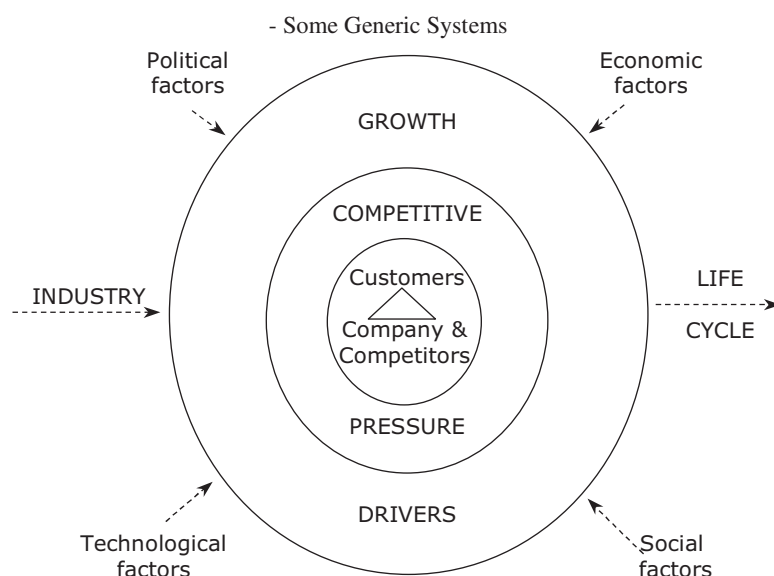 - Some Generic Systems
Political
factors
Economic
factors
GROWTH
COMPETITIVE
Customers
INDUSTRY
LIFE
CYCLE
Company &
Competitors
PRESSURE
DRIVERS
Technological
factors
Social
factors